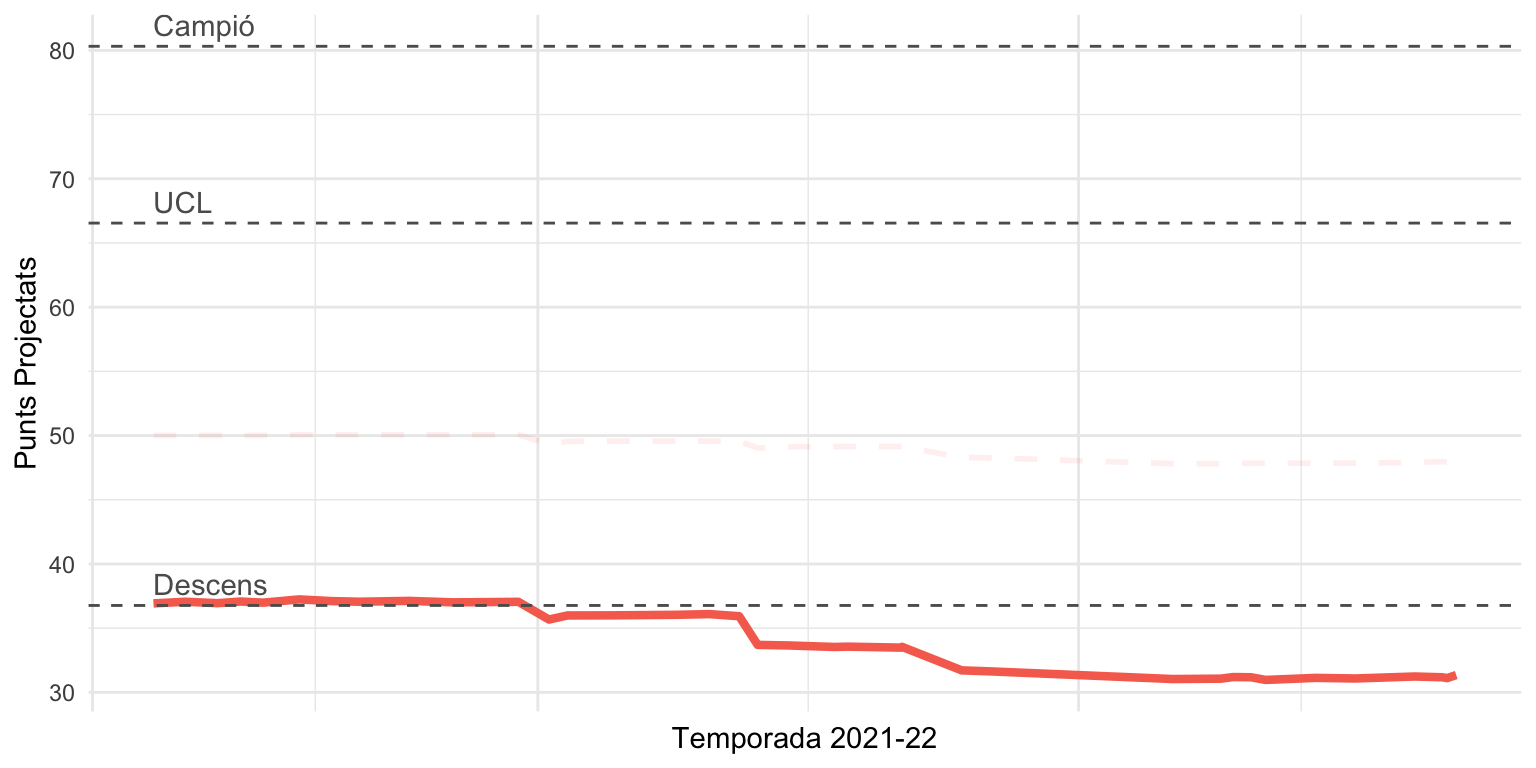 Campió
80
70
UCL
60
50
40
Descens
30
Punts Projectats
Temporada 2021-22